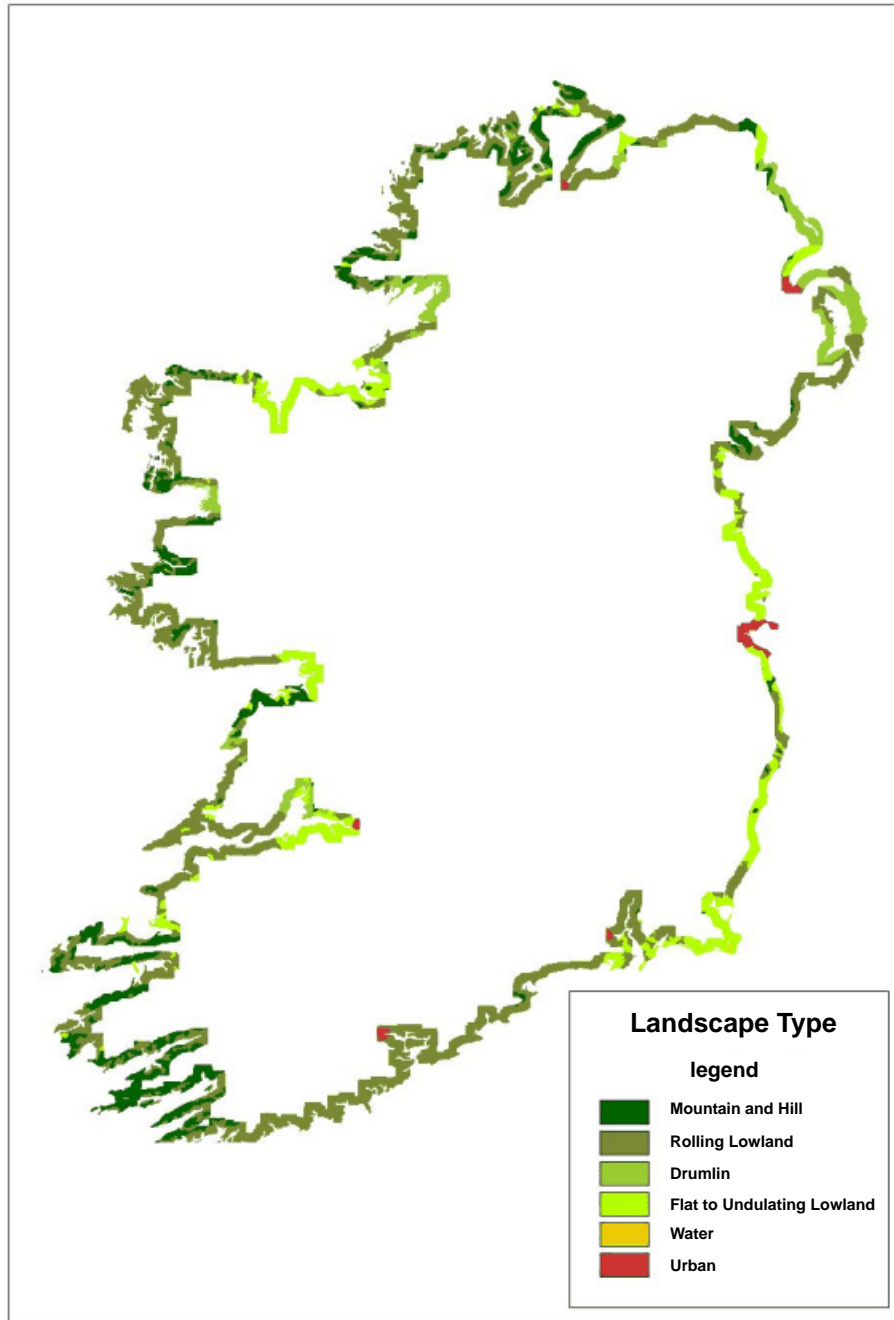 Landscape Type
legend
Mountain and Hill
Rolling Lowland
Drumlin
Flat to Undulating Lowland
Water
Urban